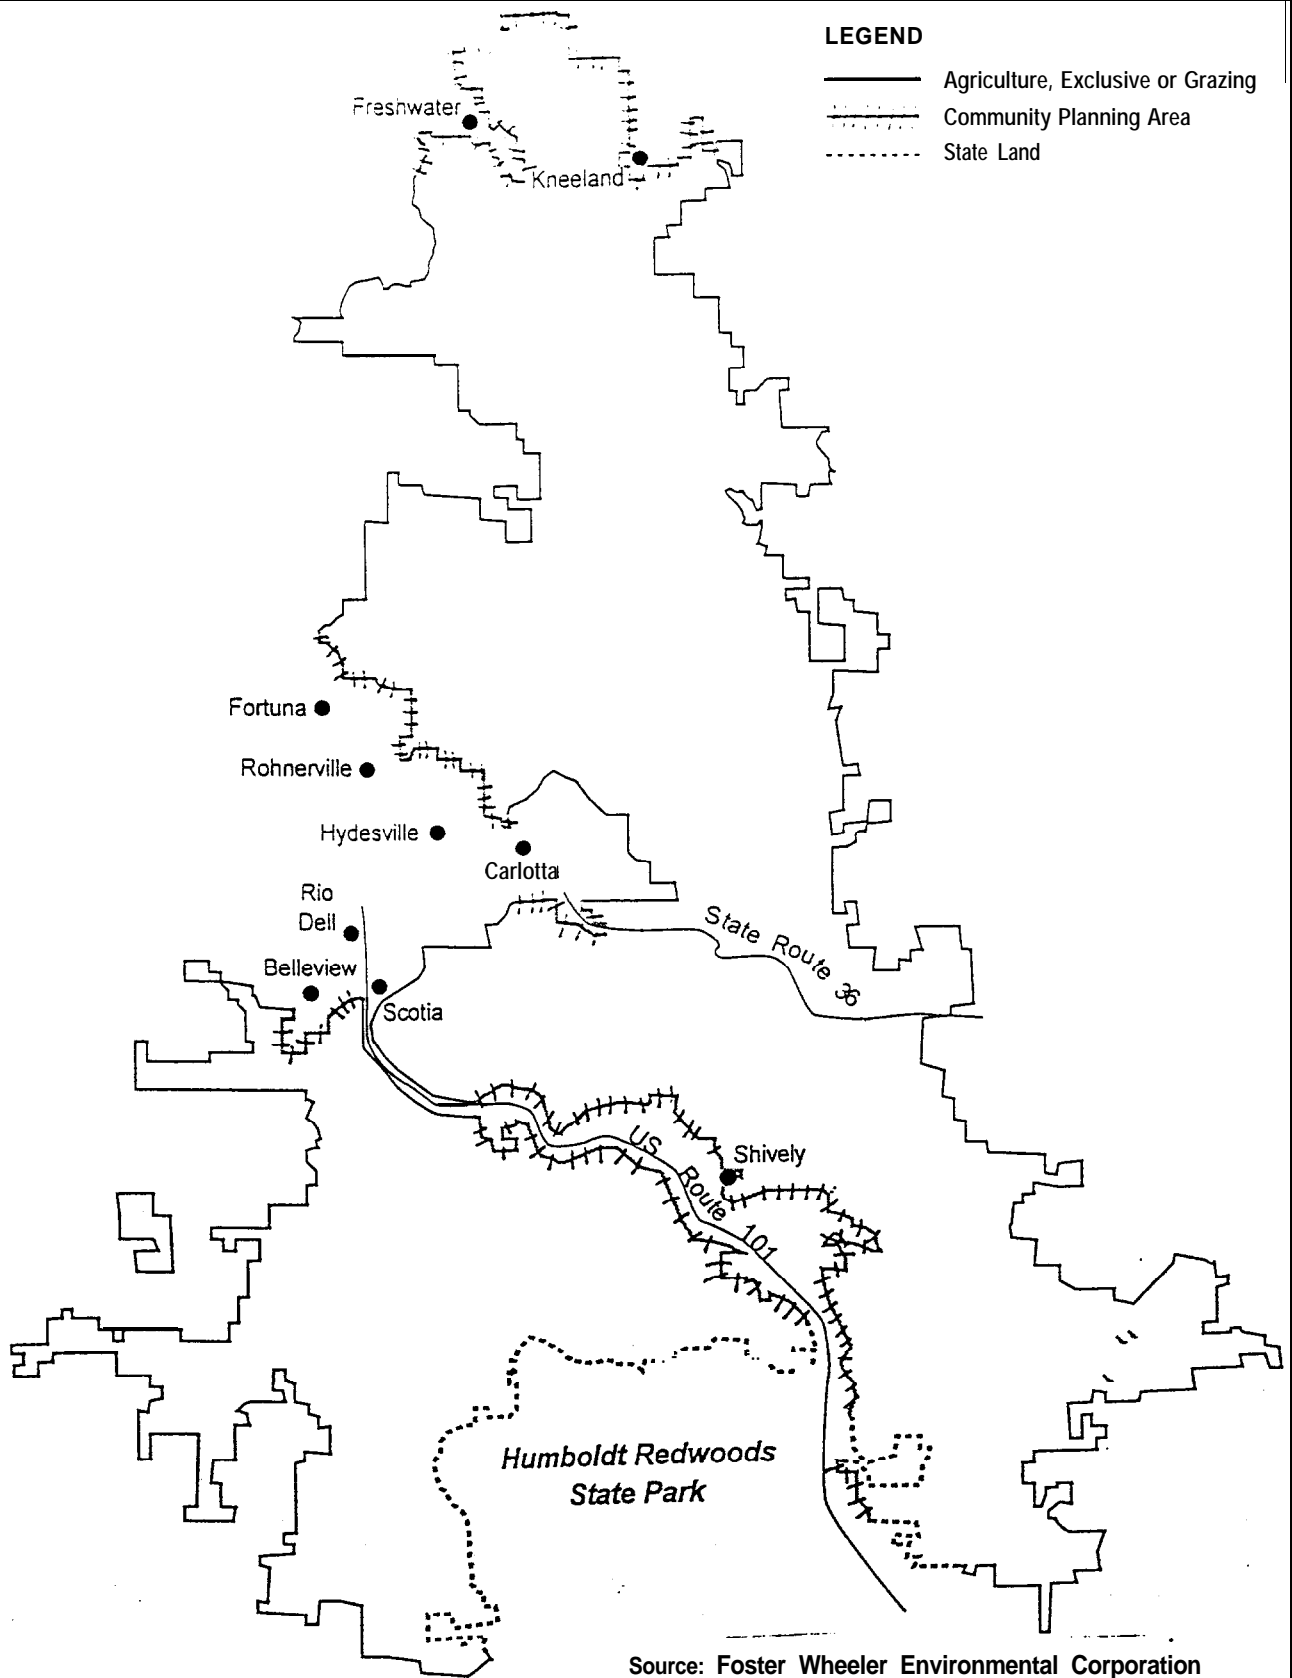 LEGEND
Agriculture, Exclusive or Grazing
Community Planning Area
State Land
Freshwater
Kneeland
Fortuna
Rohnerville
Hydesville
Carlotta
Rio
Dell
Belleview
Scotia
State Route 36
US Route 101
Shively
Humboldt Redwoods
State Park
Source: Foster Wheeler Environmental Corporation